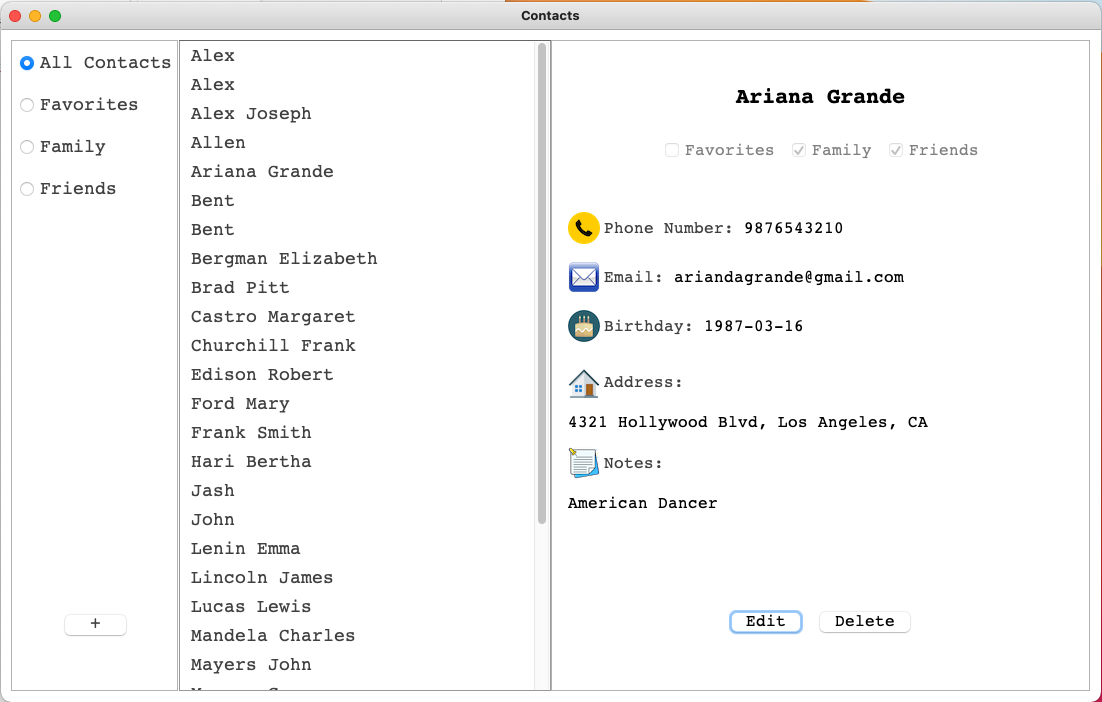 Contacts
All Contacts
Favorites
Family
Friends
+
Alex
Alex
Alex Joseph
Allen
Ariana Grande
Bent
Bent
Bergman Elizabeth
Brad Pitt
Castro Margaret
Churchill Frank
Edison Robert
Ford Mary
Frank Smith
Hari Bertha
Jash
John
Lenin Emma
Lincoln James
Lucas Lewis
Mandela Charles
Mayers John
Ariana Grande
Favorites Family Friends
Phone Number: 9876543210
Email: ariandagrande@gmail.com
Birthday: 1987-03-16
Address:
4321 Hollywood Blvd, Los Angeles, CA
Notes:
American Dancer
Edit Delete